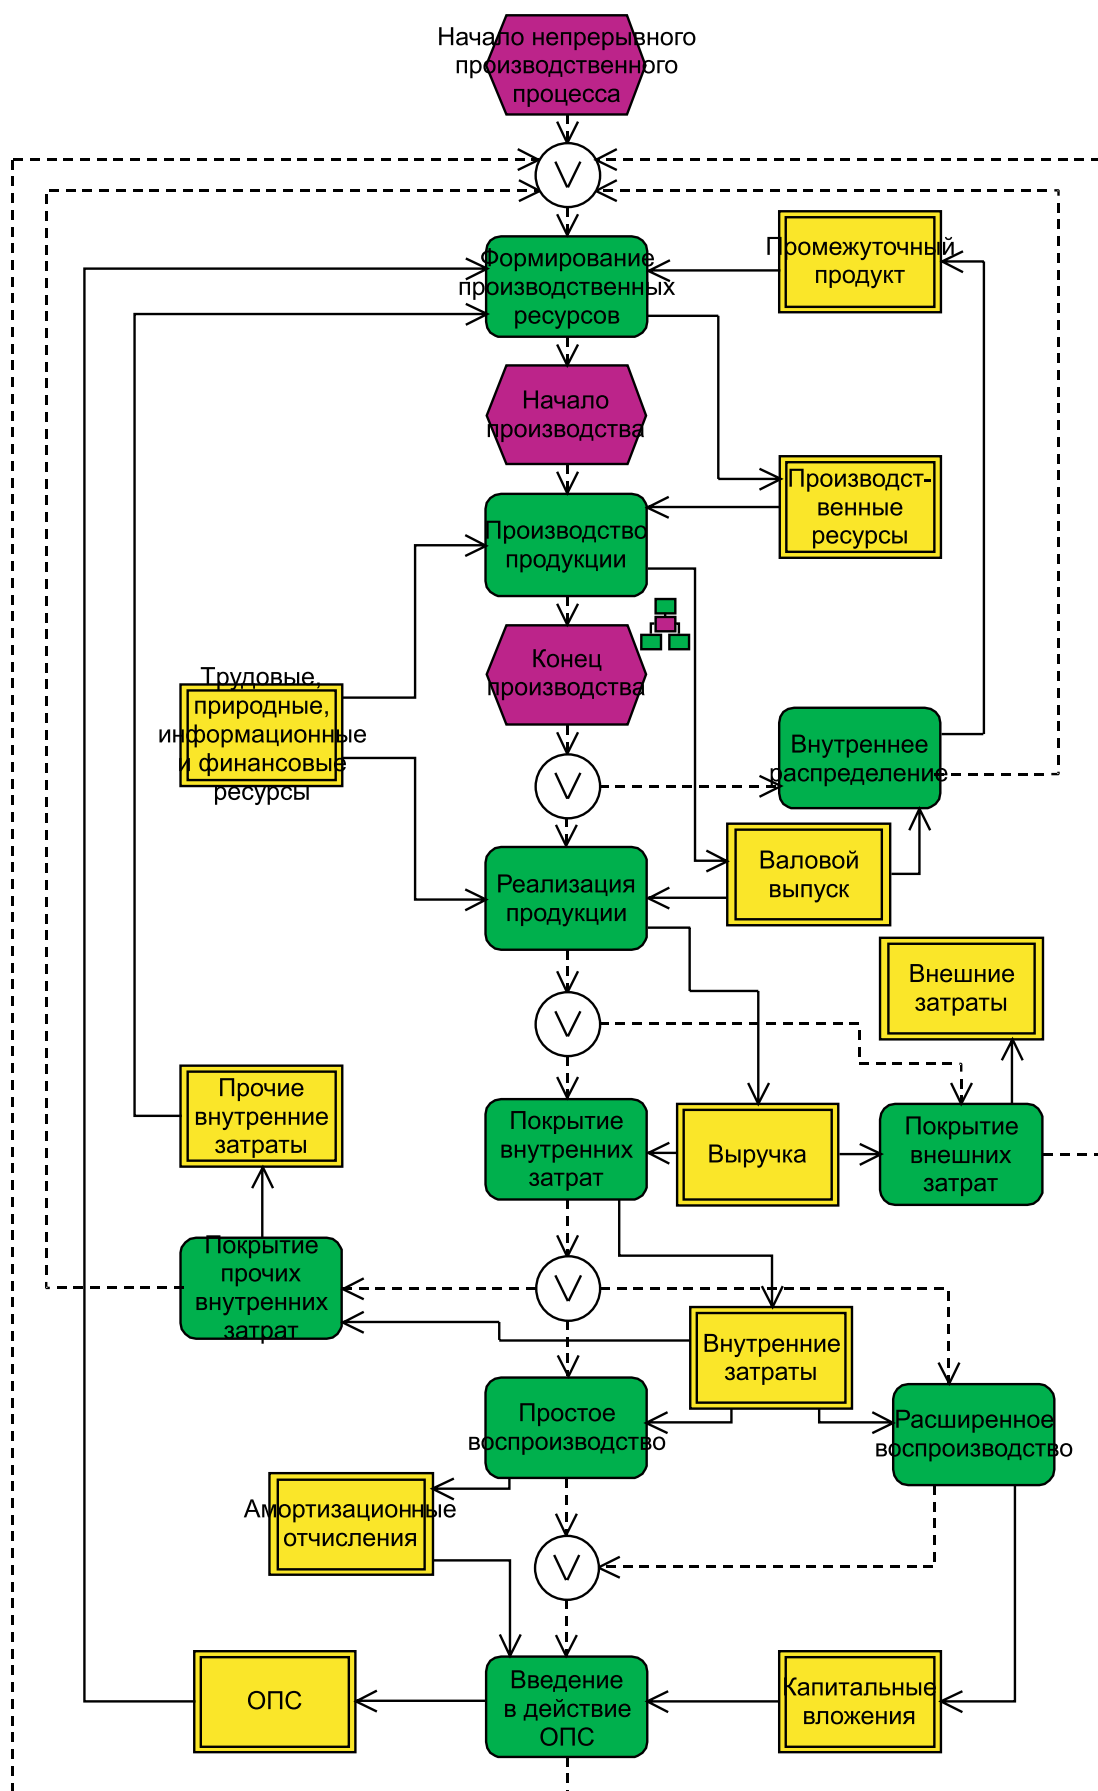 Начало непрерывного
производственного
процесса
V
Формирование
производственных
ресурсов
Промежуточный
продукт
Начало
производства
Производст-
венные
ресурсы
Производство
продукции
Конец
производства
Трудовые,
природные,
информационные
и финансовые
ресурсы
Внутреннее
распределение
V
Валовой
выпуск
Реализация
продукции
Внешние
затраты
V
Прочие
внутренние
затраты
Покрытие
внутренних
затрат
Выручка
Покрытие
внешних
затрат
Покрытие
прочих
внутренних
затрат
V
Внутренние
затраты
Простое
воспроизводство
Расширенное
воспроизводство
Амортизационные
отчисления
V
ОПС
Введение
в действие
ОПС
Капитальные
вложения